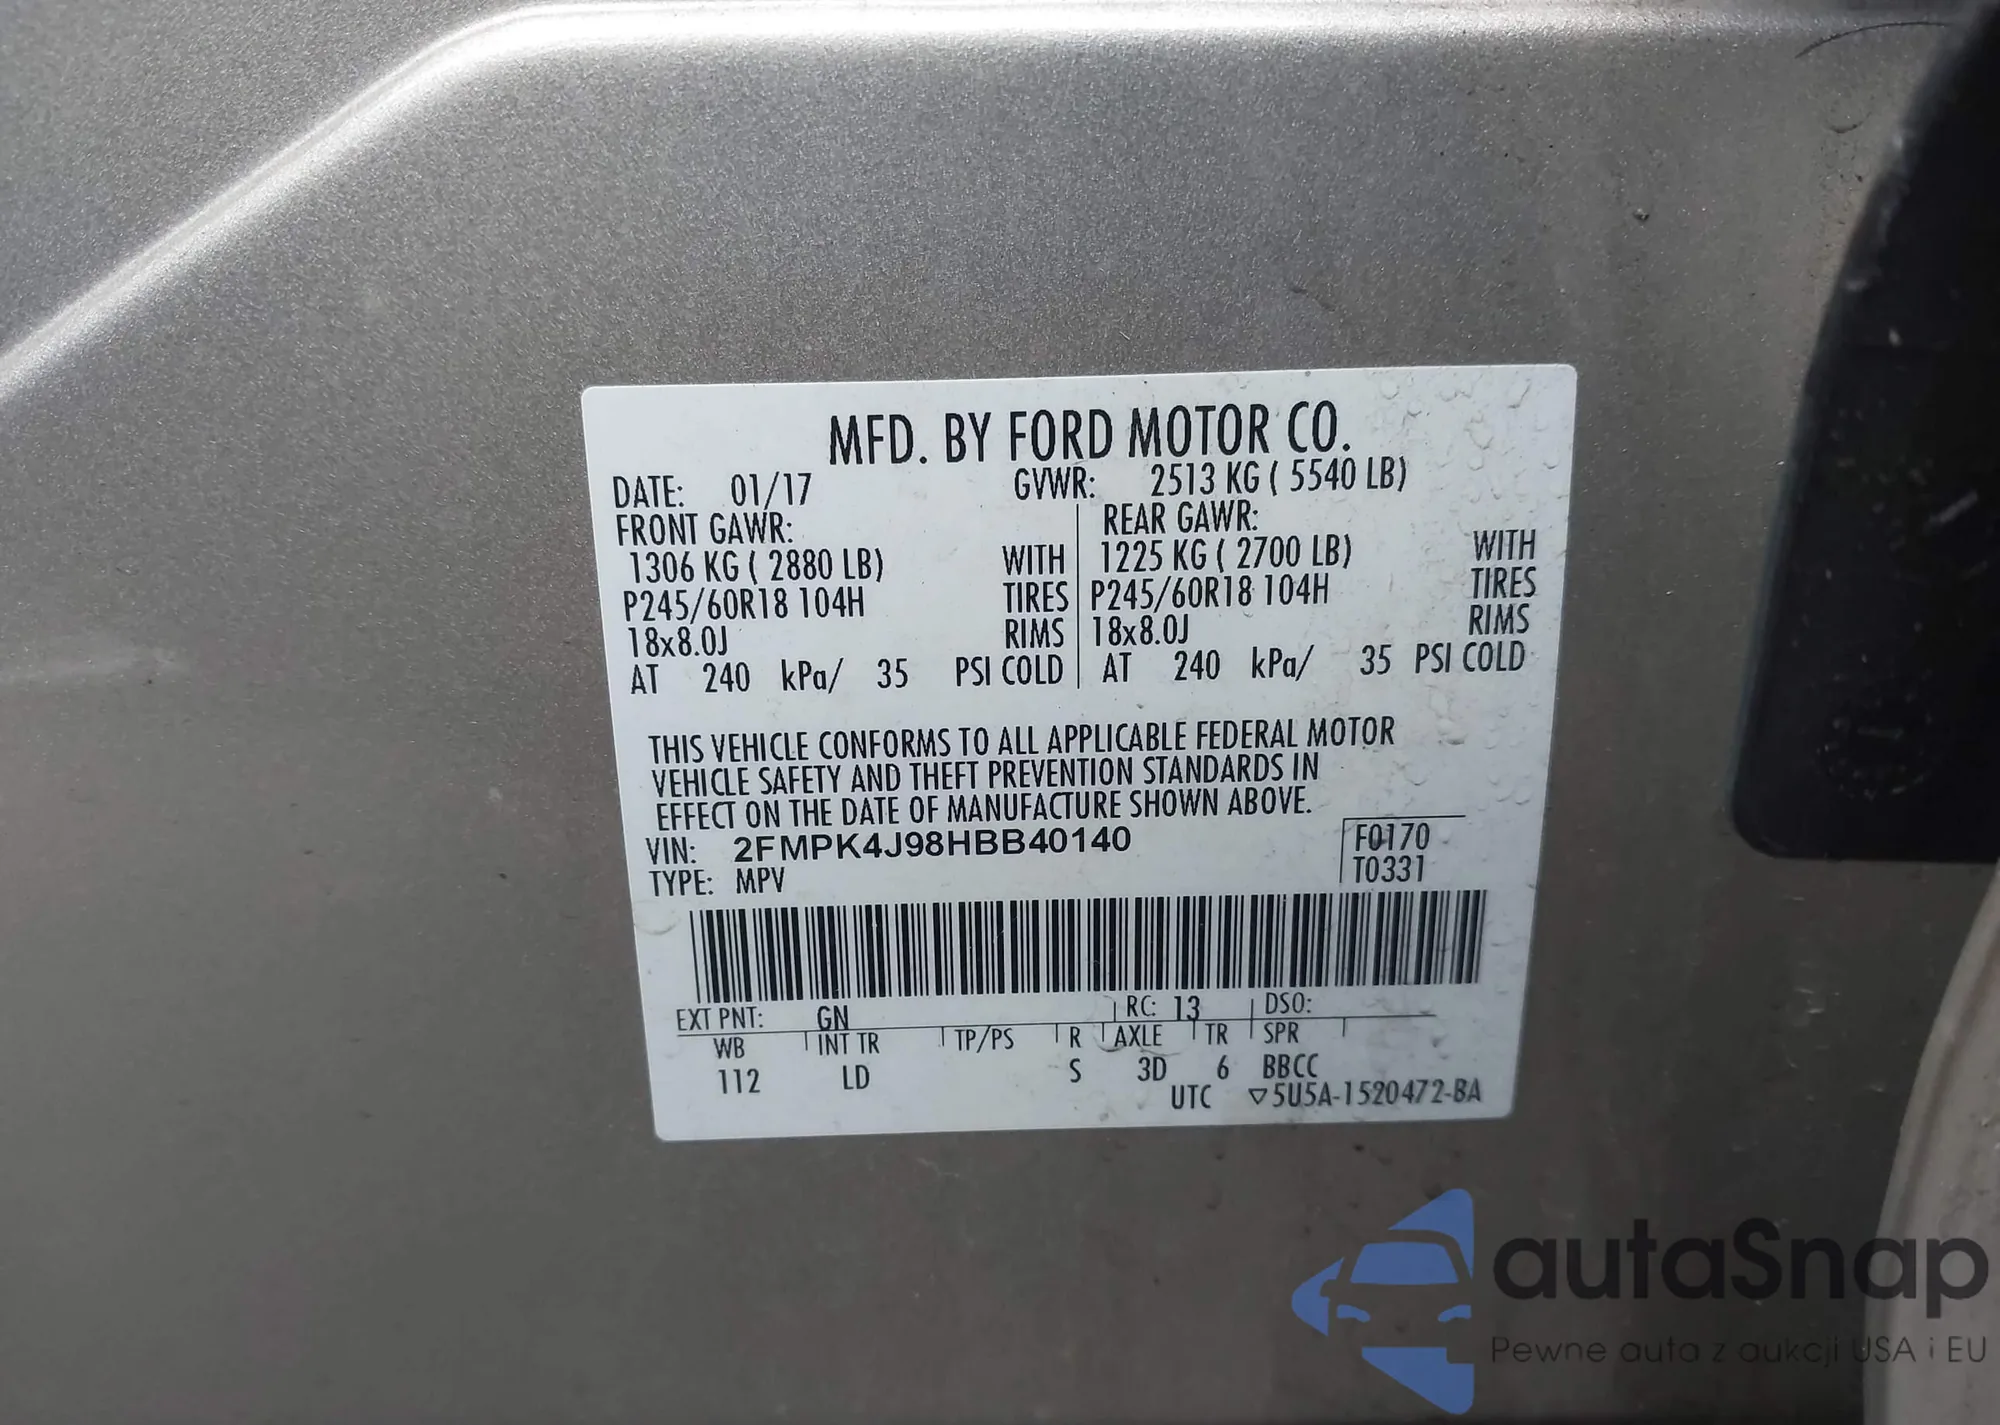 MFD. BY FORD MOTOR CO.
DATE: 01/17 GVWR: 2513 KG ( 5540 LB)
FRONT GAWR: REAR GAWR:
1306 KG ( 2880 LB) WITH 1225 KG ( 2700 LB) WITH
P245/60R18 104H TIRES P245/60R18 104H TIRES
18x8.0J RIMS 18x8.0J RIMS
AT 240 kPa/ 35 PSI COLD AT 240 kPa/ 35 PSI COLD
THIS VEHICLE CONFORMS TO ALL APPLICABLE FEDERAL MOTOR
VEHICLE SAFETY AND THEFT PREVENTION STANDARDS IN
EFFECT ON THE DATE OF MANUFACTURE SHOWN ABOVE.
VIN: 2FMPK4J98HBB40140 F0170
TYPE: MPV T0331
EXT PNT: GN RC: 13 DSO:
WB INT TR TP/PS R AXLE TR SPR
112 LD S 3D 6 BBCC
UTC ▽5U5A-1520472-BA
autaSnap
Pewne auta z aukcji USA i EU